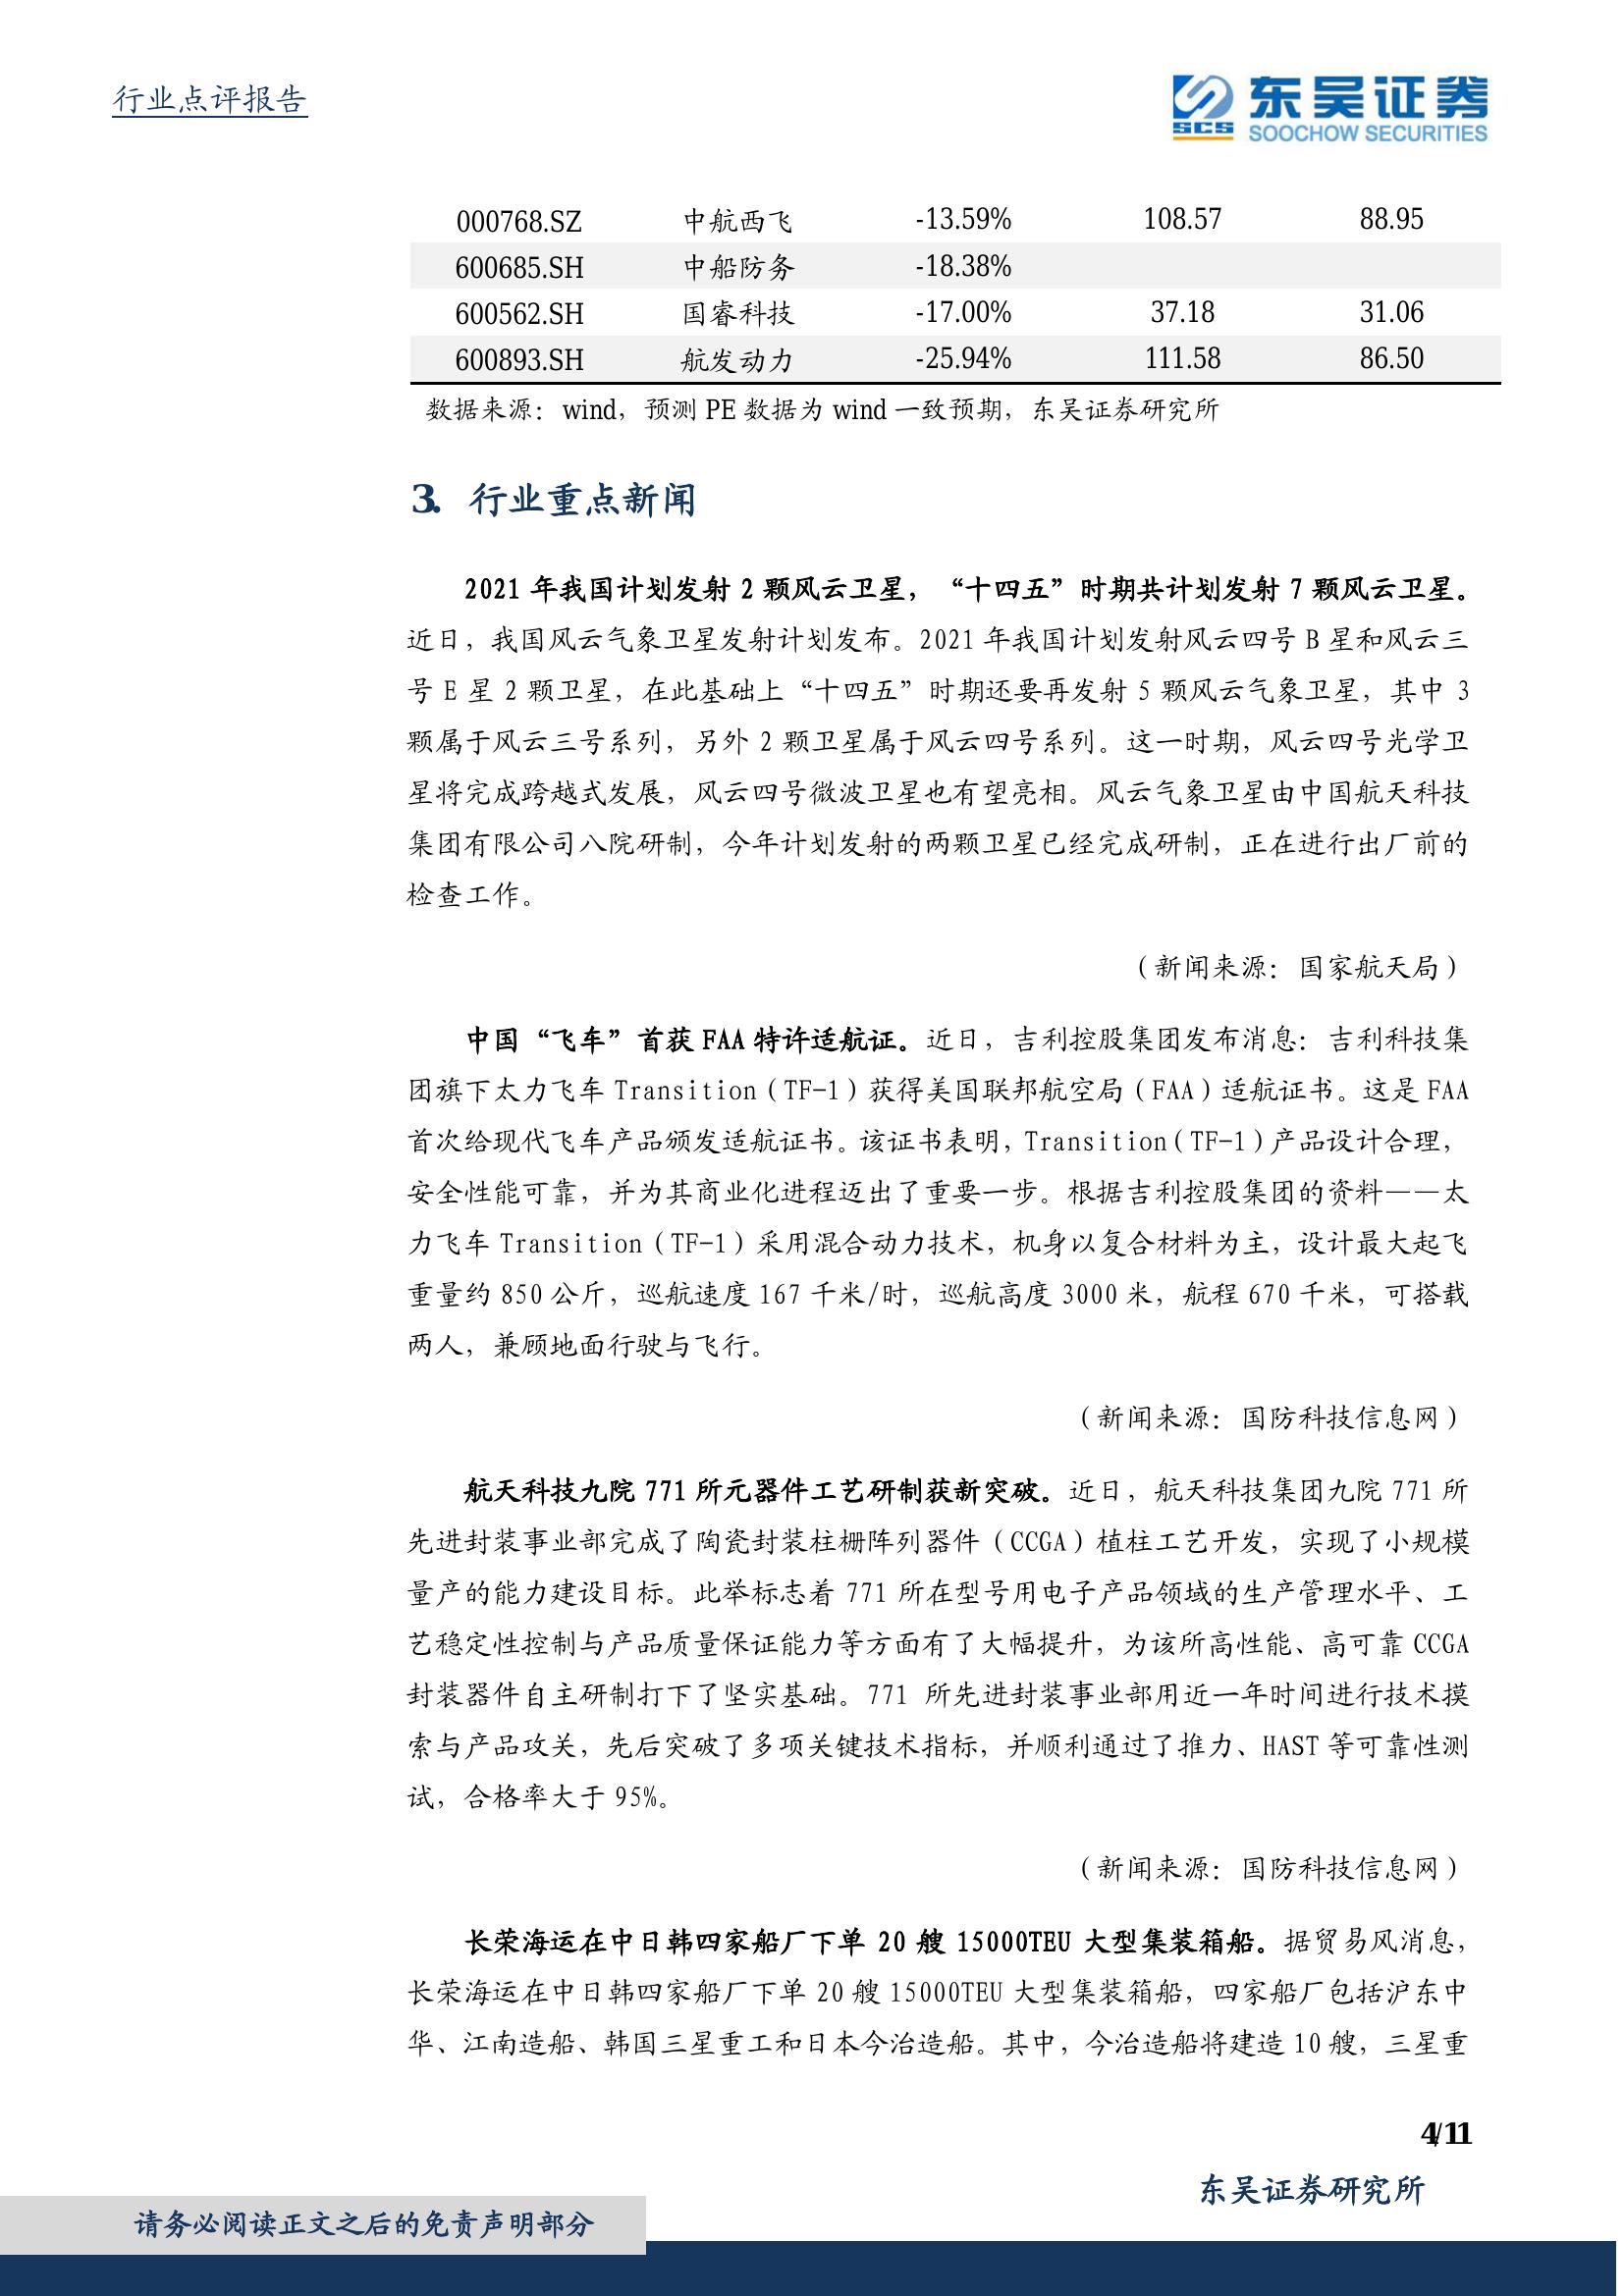 行业点评报告
SCS
东吴证券
SOOCHOW SECURITIES
000768.SZ 中航西飞 -13.59% 108.57 88.95
600685.SH 中船防务 -18.38%
600562.SH 国睿科技 -17.00% 37.18 31.06
600893.SH 航发动力 -25.94% 111.58 86.50
数据来源：wind，预测 PE 数据为 wind 一致预期，东吴证券研究所
3. 行业重点新闻
2021 年我国计划发射 2 颗风云卫星，“十四五”时期共计划发射 7 颗风云卫星。
近日，我国风云气象卫星发射计划发布。2021 年我国计划发射风云四号 B 星和风云三
号 E 星 2 颗卫星，在此基础上“十四五”时期还要再发射 5 颗风云气象卫星，其中 3
颗属于风云三号系列，另外 2 颗卫星属于风云四号系列。这一时期，风云四号光学卫
星将完成跨越式发展，风云四号微波卫星也有望亮相。风云气象卫星由中国航天科技
集团有限公司八院研制，今年计划发射的两颗卫星已经完成研制，正在进行出厂前的
检查工作。
（新闻来源：国家航天局）
中国“飞车”首获 FAA 特许适航证。近日，吉利控股集团发布消息：吉利科技集
团旗下太力飞车 Transition（TF-1）获得美国联邦航空局（FAA）适航证书。这是 FAA
首次给现代飞车产品颁发适航证书。该证书表明，Transition（TF-1）产品设计合理，
安全性能可靠，并为其商业化进程迈出了重要一步。根据吉利控股集团的资料——太
力飞车 Transition（TF-1）采用混合动力技术，机身以复合材料为主，设计最大起飞
重量约 850 公斤，巡航速度 167 千米/时，巡航高度 3000 米，航程 670 千米，可搭载
两人，兼顾地面行驶与飞行。
（新闻来源：国防科技信息网）
航天科技九院 771 所元器件工艺研制获新突破。近日，航天科技集团九院 771 所
先进封装事业部完成了陶瓷封装柱栅阵列器件（CCGA）植柱工艺开发，实现了小规模
量产的能力建设目标。此举标志着 771 所在型号用电子产品领域的生产管理水平、工
艺稳定性控制与产品质量保证能力等方面有了大幅提升，为该所高性能、高可靠 CCGA
封装器件自主研制打下了坚实基础。771 所先进封装事业部用近一年时间进行技术摸
索与产品攻关，先后突破了多项关键技术指标，并顺利通过了推力、HAST 等可靠性测
试，合格率大于 95%。
（新闻来源：国防科技信息网）
长荣海运在中日韩四家船厂下单 20 艘 15000TEU 大型集装箱船。据贸易风消息，
长荣海运在中日韩四家船厂下单 20 艘 15000TEU 大型集装箱船，四家船厂包括沪东中
华、江南造船、韩国三星重工和日本今治造船。其中，今治造船将建造 10 艘，三星重
4/11
东吴证券研究所
请务必阅读正文之后的免责声明部分